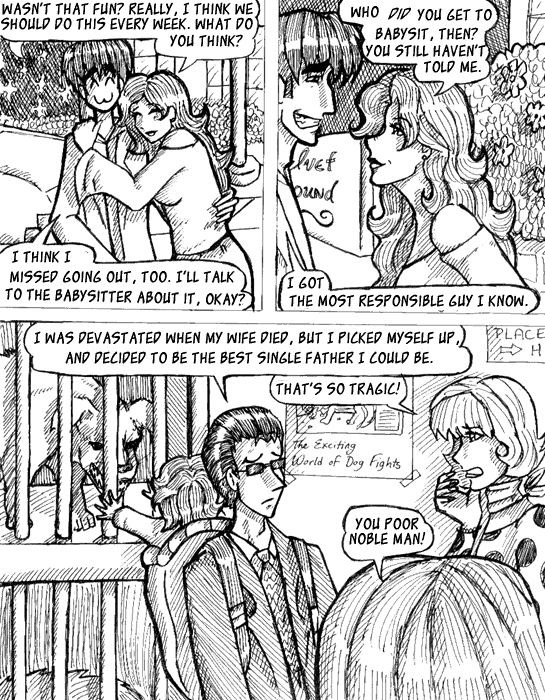 WASN'T THAT FUN? REALLY, I THINK WE
SHOULD DO THIS EVERY WEEK. WHAT DO
YOU THINK?
I THINK I
MISSED GOING OUT, TOO. I'LL TALK
TO THE BABYSITTER ABOUT IT, OKAY?
WHO DID YOU GET TO
BABYSIT, THEN?
YOU STILL HAVEN'T
TOLD ME.
lvet
ound
I GOT
THE MOST RESPONSIBLE GUY I KNOW.
I WAS DEVASTATED WHEN MY WIFE DIED, BUT I PICKED MYSELF UP,
AND DECIDED TO BE THE BEST SINGLE FATHER I COULD BE.
THAT'S SO TRAGIC!
PLACE
H
The Exciting
World of Dog Fights
YOU POOR
NOBLE MAN!